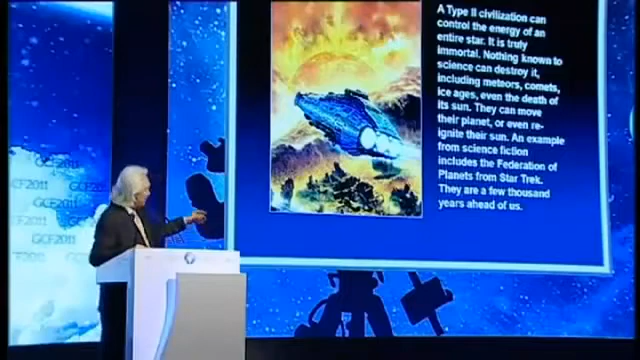 A Type II civilization can
control the energy of an
entire star. It is truly
immortal. Nothing known to
science can destroy it,
including meteors, comets,
ice ages, even the death of
its sun. They can move
their planet, or even re-
ignite their sun. An example
from science fiction
includes the Federation of
Planets from Star Trek.
They are a few thousand
years ahead of us.
GCF2011
GCF2011
GCF2011